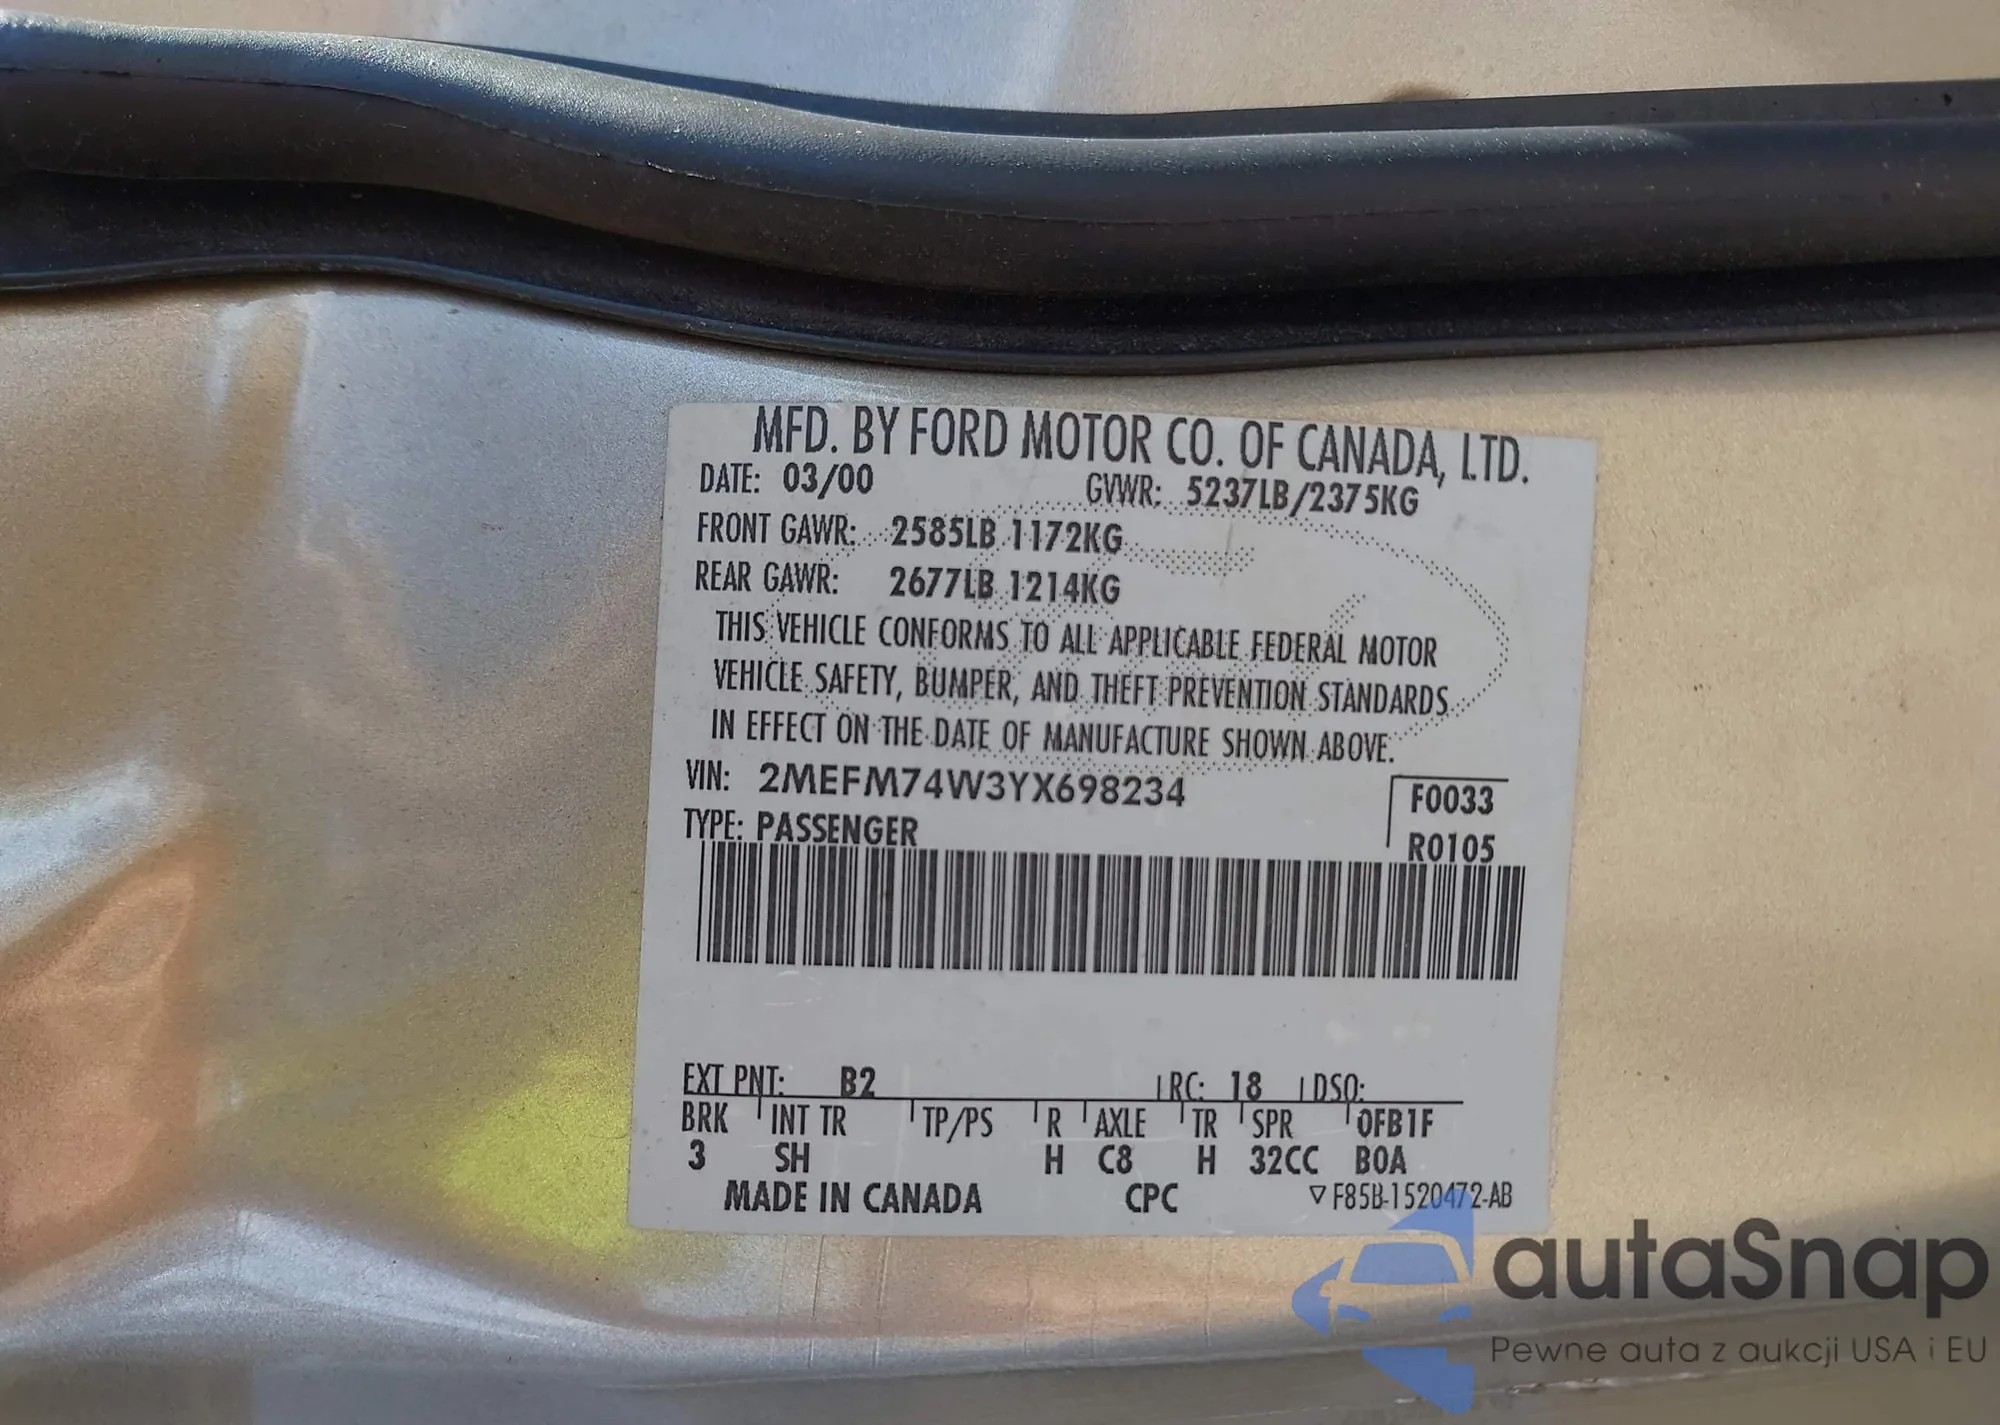 MFD. BY FORD MOTOR CO. OF CANADA, LTD.
DATE: 03/00 GVWR: 5237LB/2375KG
FRONT GAWR: 2585LB 1172KG
REAR GAWR: 2677LB 1214KG
THIS VEHICLE CONFORMS TO ALL APPLICABLE FEDERAL MOTOR
VEHICLE SAFETY, BUMPER, AND THEFT PREVENTION STANDARDS
IN EFFECT ON THE DATE OF MANUFACTURE SHOWN ABOVE.
VIN: 2MEFM74W3YX698234 F0033
TYPE: PASSENGER R0105
EXT PNT: B2 RC: 18 DSO:
BRK INT TR TP/PS R AXLE TR SPR 0FB1F
3 SH H C8 H 32CC B0A
MADE IN CANADA CPC ▽ F85B-1520472-AB
autaSnap
Pewne auta z aukcji USA i EU